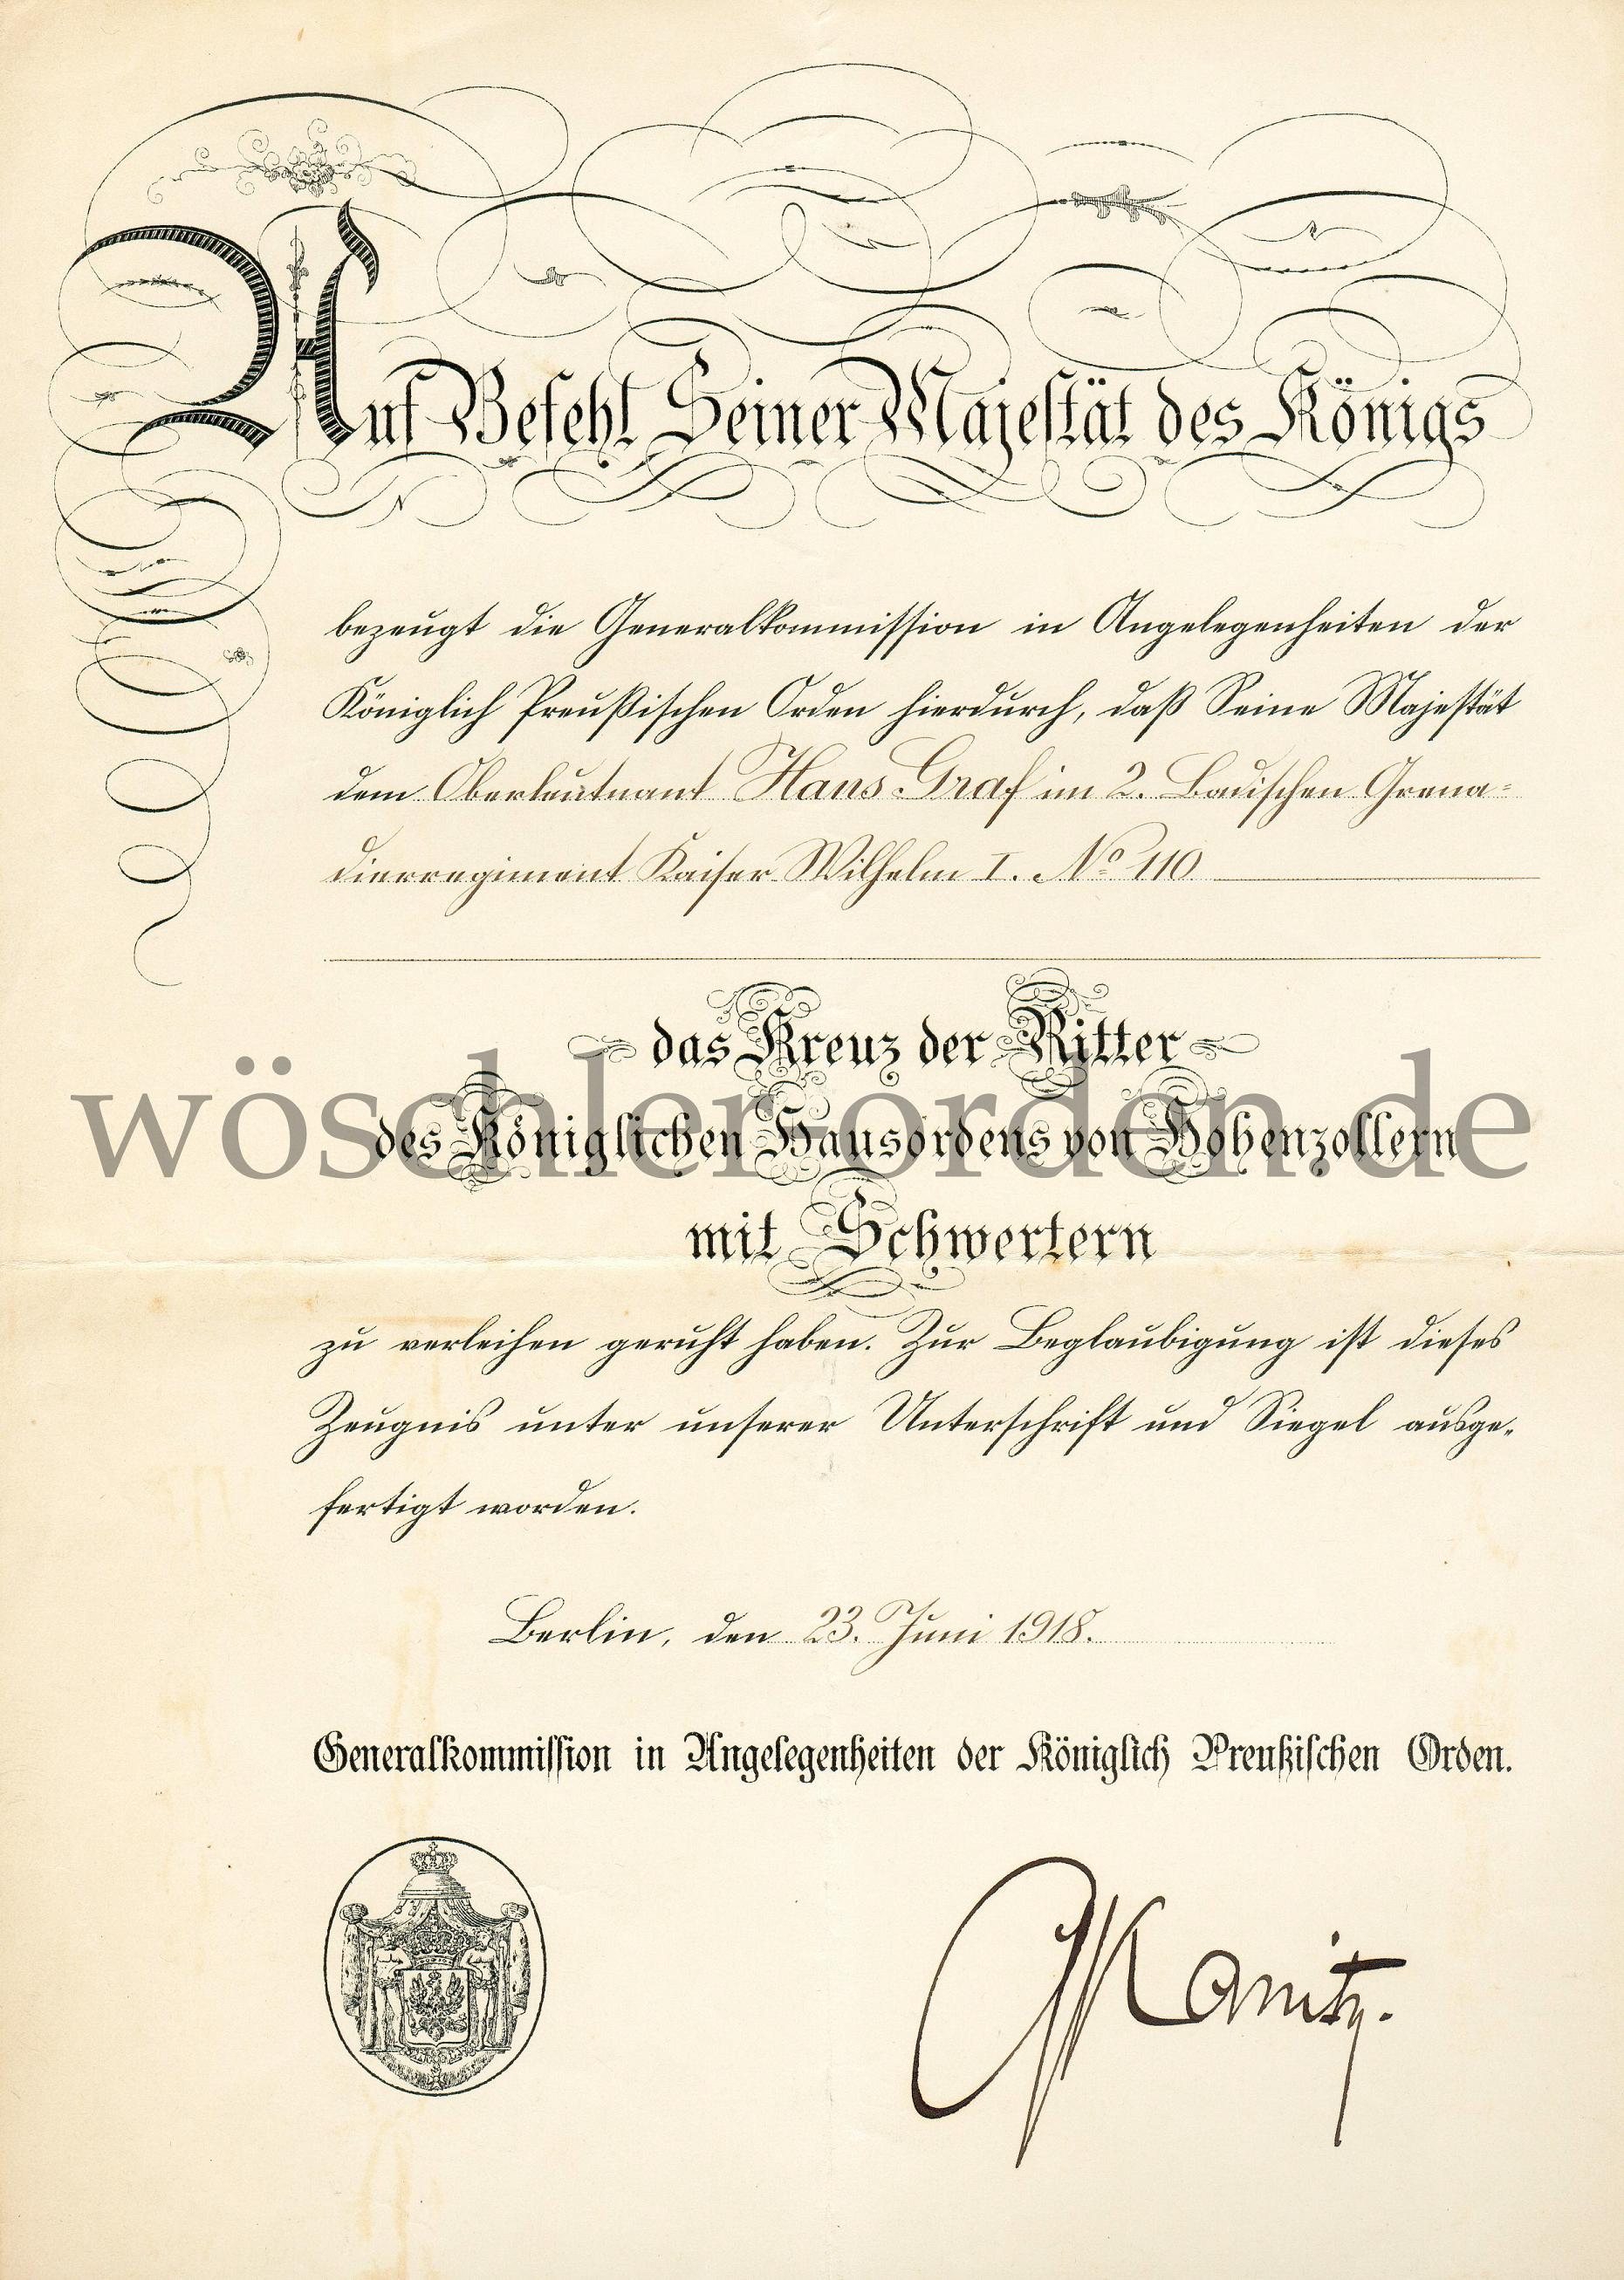 Auf Befehl Seiner Majestät des Königs
bezeugt die Generalkommission in Angelegenheiten der
Königlich Preußischen Orden hierdurch, daß Seine Majestät
dem Oberleutnant Hans Graf im 2. Badischen Grena-
dierregiment Kaiser Wilhelm I. No 110
das Kreuz der Ritter
wöschler-orden.de
des Königlichen Hausordens von Hohenzollern
mit Schwertern
zu verleihen geruht haben. Zur Beglaubigung ist dieses
Zeugnis unter unserer Unterschrift und Siegel ausge-
fertigt worden.
Berlin, den 23. Juni 1918.
Generalkommission in Angelegenheiten der Königlich Preußischen Orden.
Kanitz.